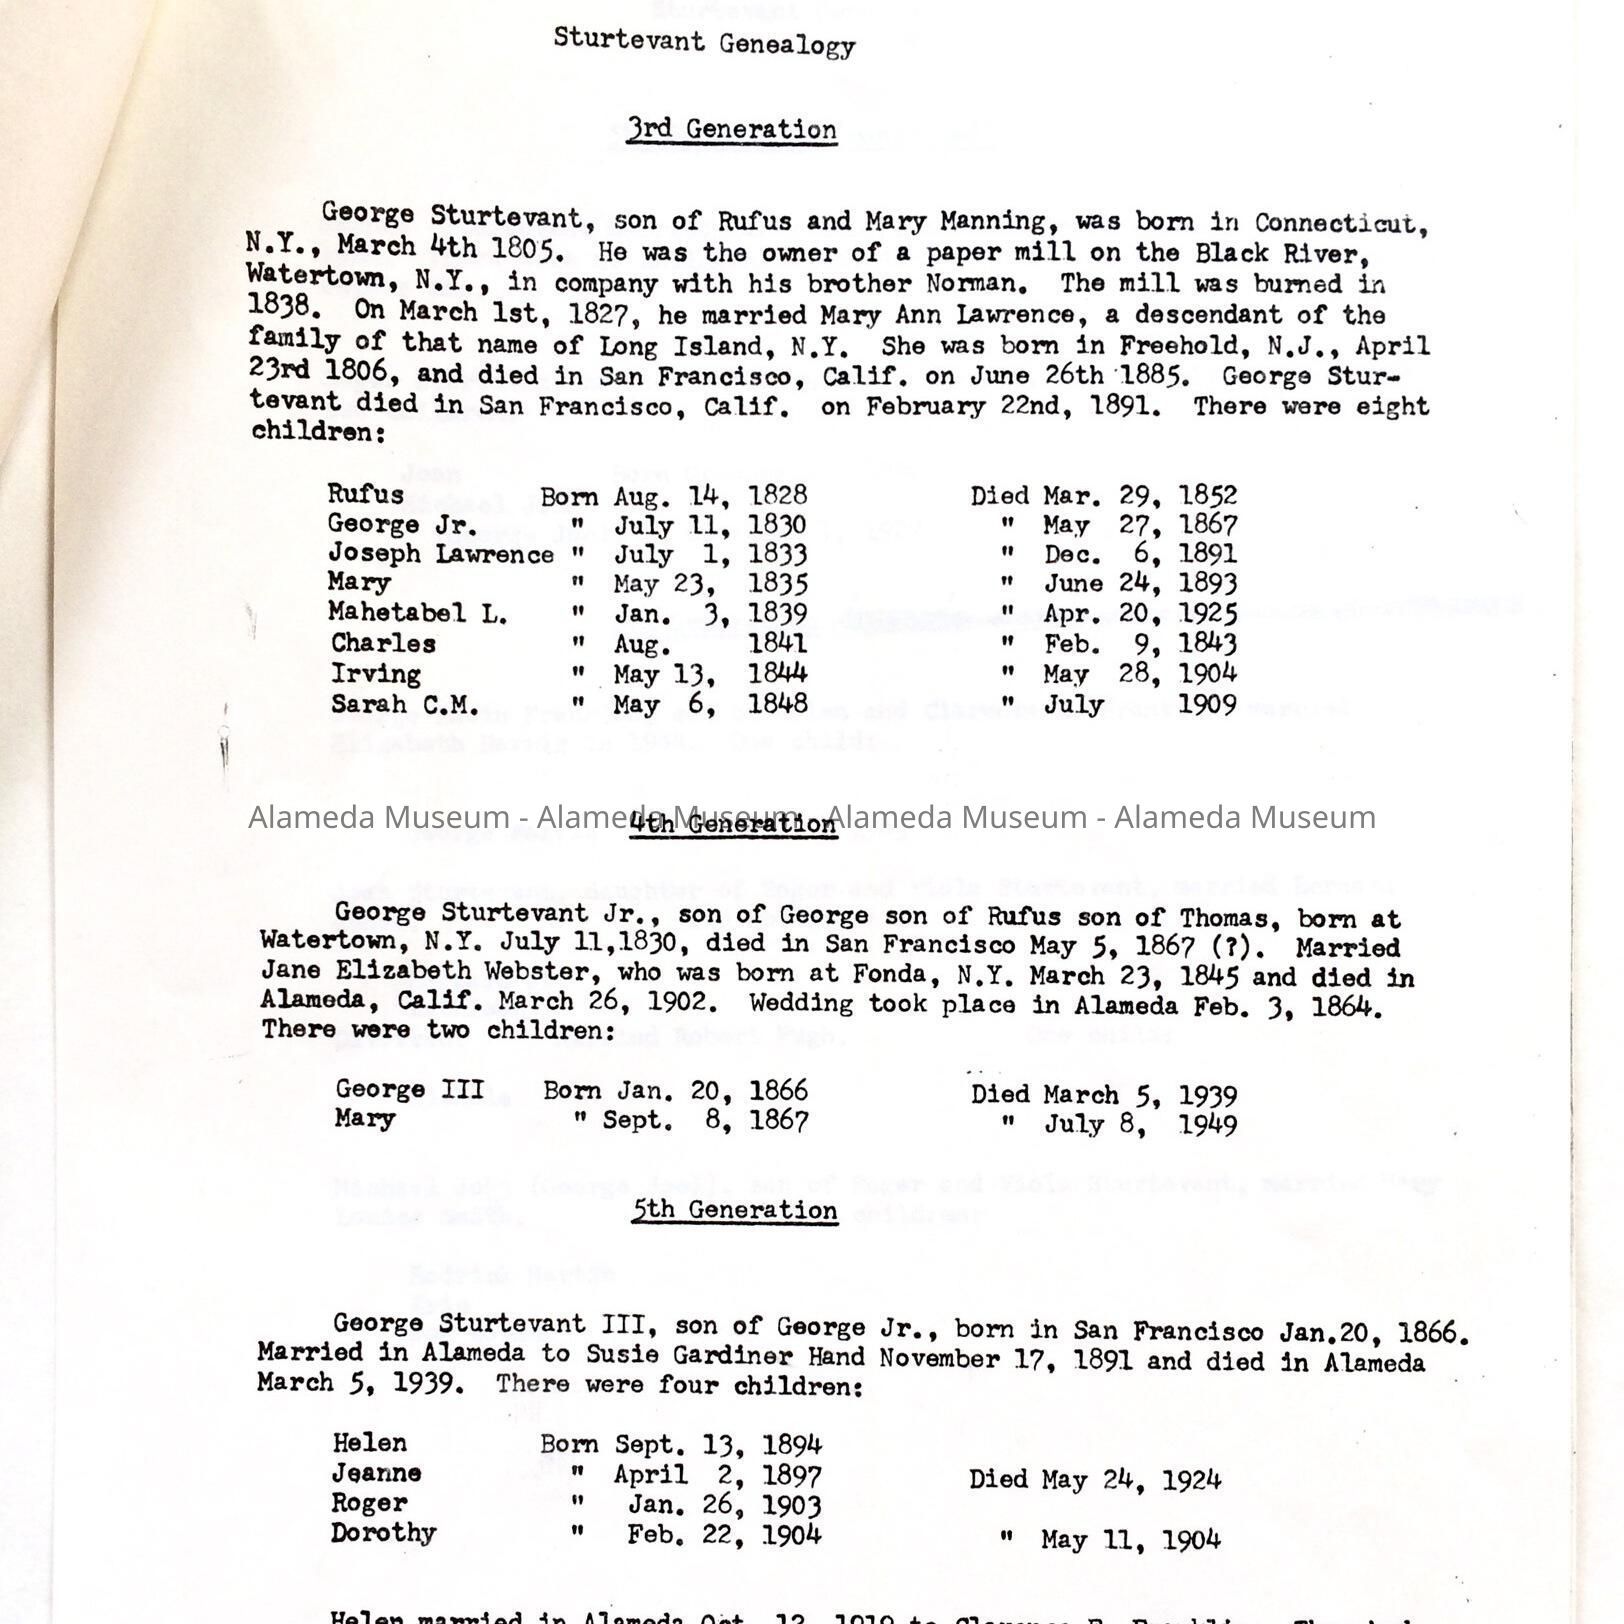 Sturtevant Genealogy
3rd Generation
George Sturtevant, son of Rufus and Mary Manning, was born in Connecticut,
N.Y., March 4th 1805. He was the owner of a paper mill on the Black River,
Watertown, N.Y., in company with his brother Norman. The mill was burned in
1838. On March 1st, 1827, he married Mary Ann Lawrence, a descendant of the
family of that name of Long Island, N.Y. She was born in Freehold, N.J., April
23rd 1806, and died in San Francisco, Calif. on June 26th 1885. George Stur-
tevant died in San Francisco, Calif. on February 22nd, 1891. There were eight
children:
Rufus Born Aug. 14, 1828 Died Mar. 29, 1852
George Jr. " July 11, 1830 " May 27, 1867
Joseph Lawrence " July 1, 1833 " Dec. 6, 1891
Mary " May 23, 1835 " June 24, 1893
Mahetabel L. " Jan. 3, 1839 " Apr. 20, 1925
Charles " Aug. 1841 " Feb. 9, 1843
Irving " May 13, 1844 " May 28, 1904
Sarah C.M. " May 6, 1848 " July 1909
Alameda Museum - Alameda Museum - Alameda Museum - Alameda Museum
4th Generation
George Sturtevant Jr., son of George son of Rufus son of Thomas, born at
Watertown, N.Y. July 11,1830, died in San Francisco May 5, 1867 (?). Married
Jane Elizabeth Webster, who was born at Fonda, N.Y. March 23, 1845 and died in
Alameda, Calif. March 26, 1902. Wedding took place in Alameda Feb. 3, 1864.
There were two children:
George III Born Jan. 20, 1866 Died March 5, 1939
Mary " Sept. 8, 1867 " July 8, 1949
5th Generation
George Sturtevant III, son of George Jr., born in San Francisco Jan.20, 1866.
Married in Alameda to Susie Gardiner Hand November 17, 1891 and died in Alameda
March 5, 1939. There were four children:
Helen Born Sept. 13, 1894
Jeanne " April 2, 1897 Died May 24, 1924
Roger " Jan. 26, 1903
Dorothy " Feb. 22, 1904 " May 11, 1904
Helen married in Alameda Oct. 12, 1919 to Clarence